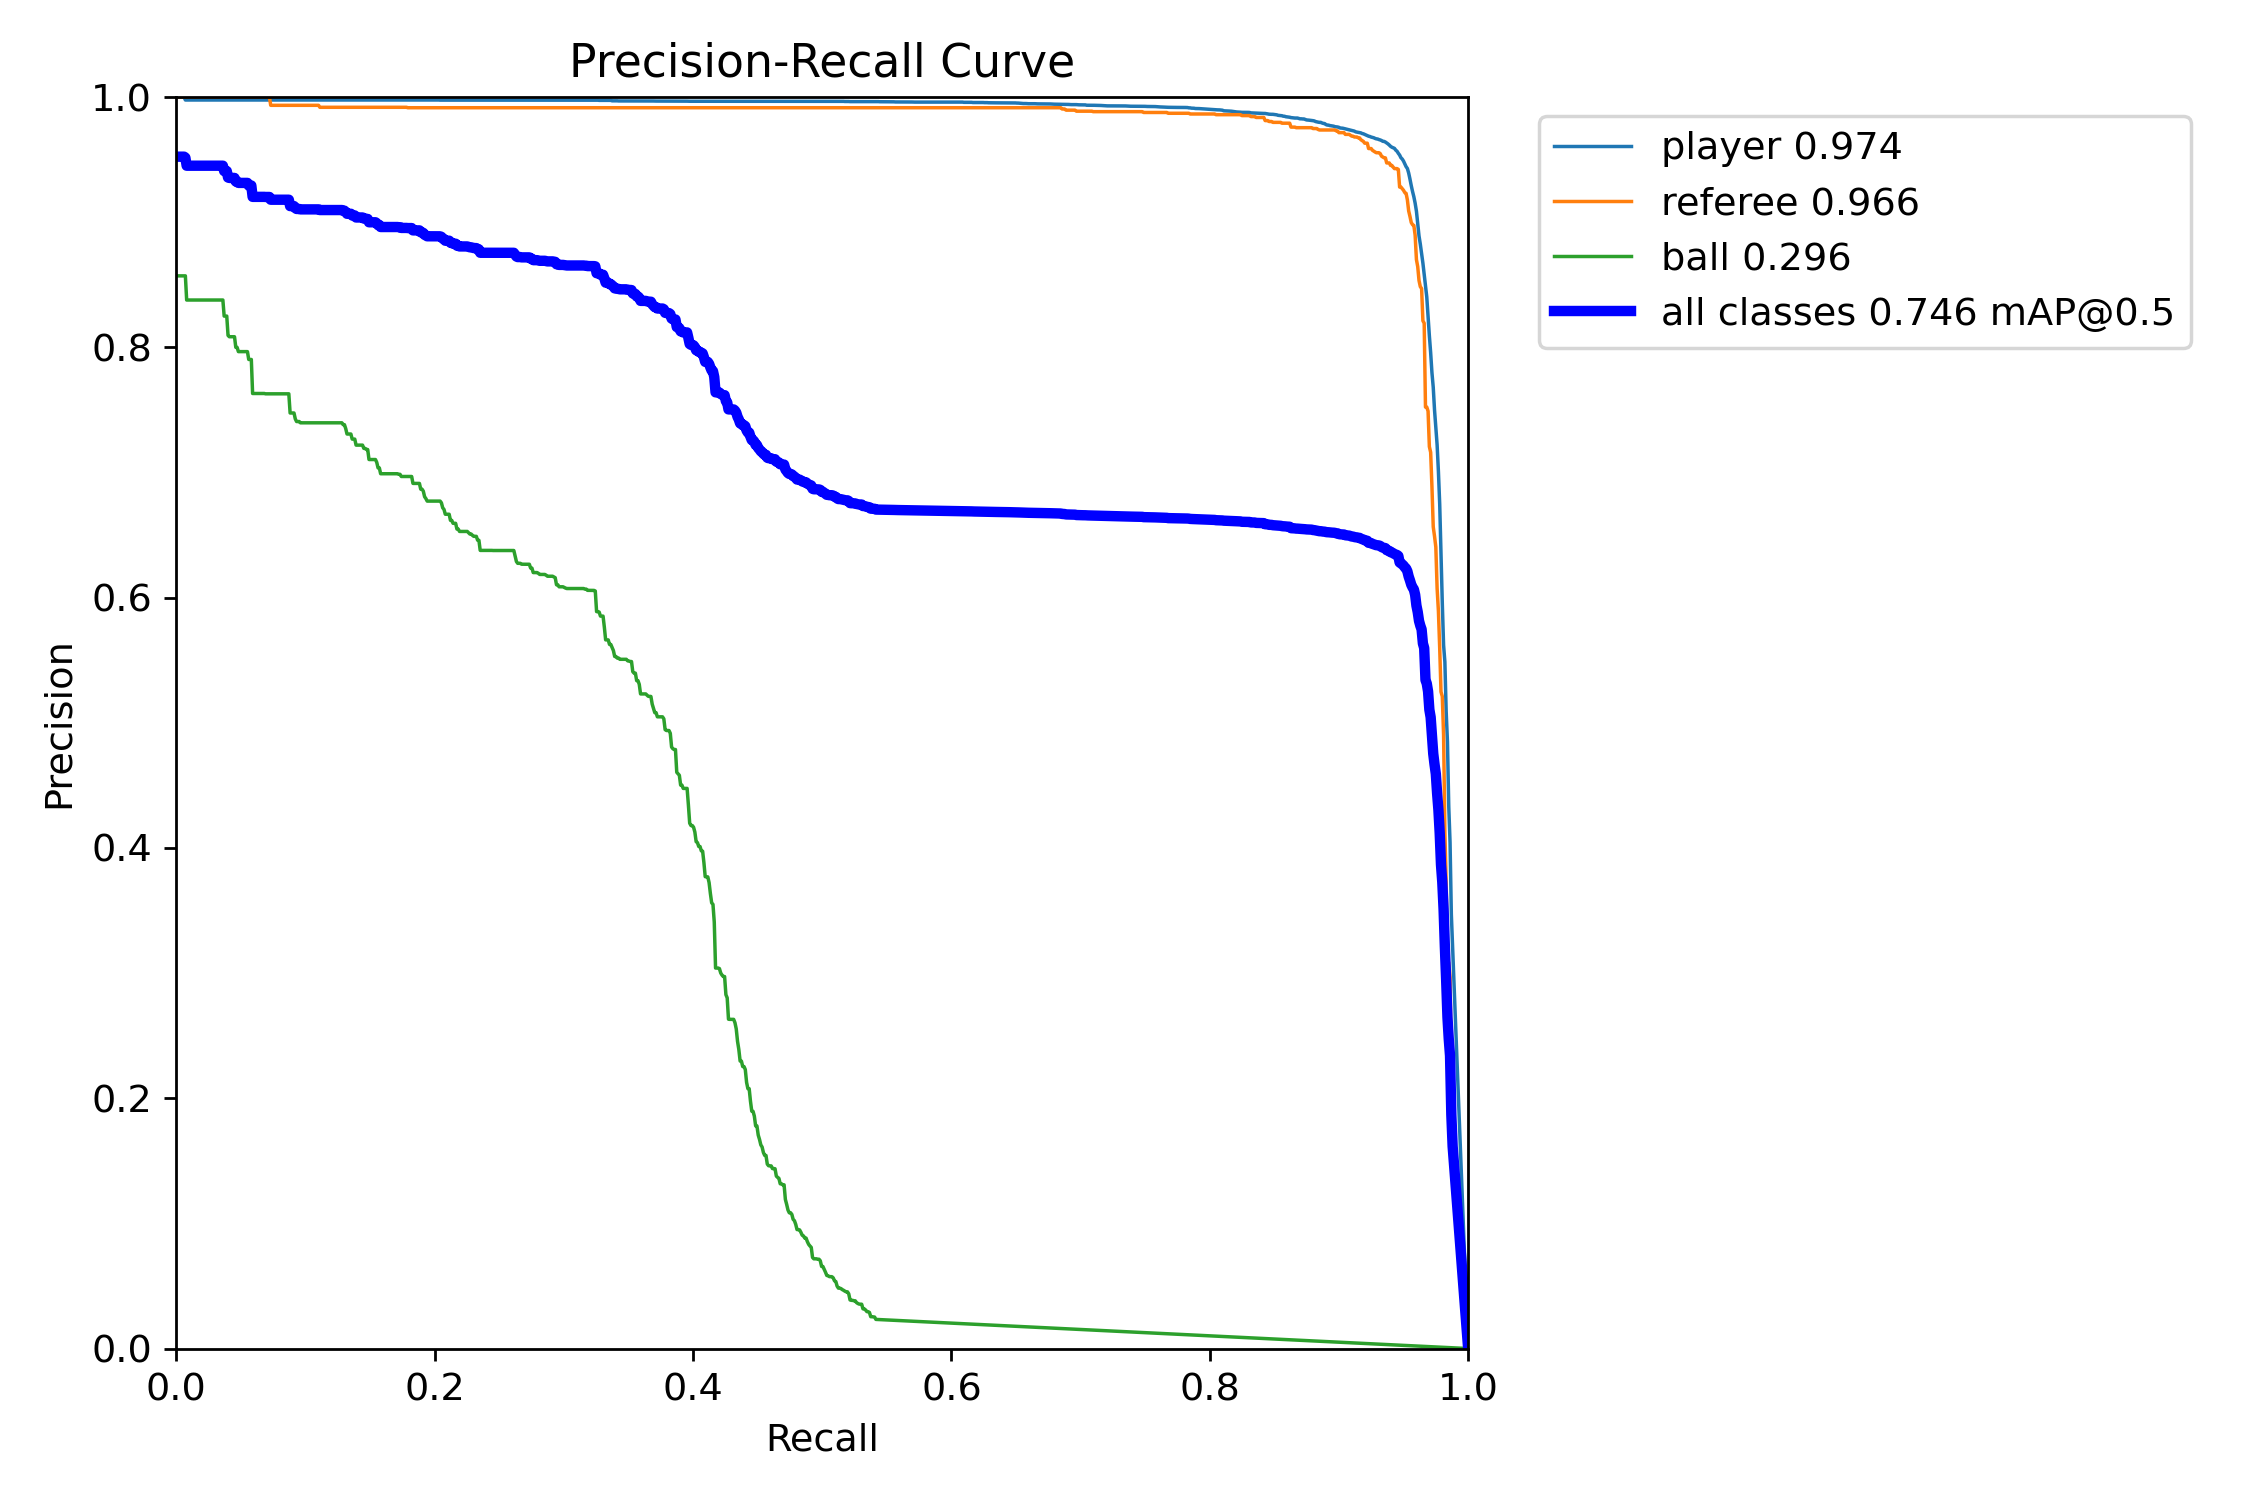 Precision-Recall Curve
1.0
0.8
0.6
0.4
0.2
0.0
Precision
0.0 0.2 0.4 0.6 0.8 1.0
Recall
player 0.974
referee 0.966
ball 0.296
all classes 0.746 mAP@0.5